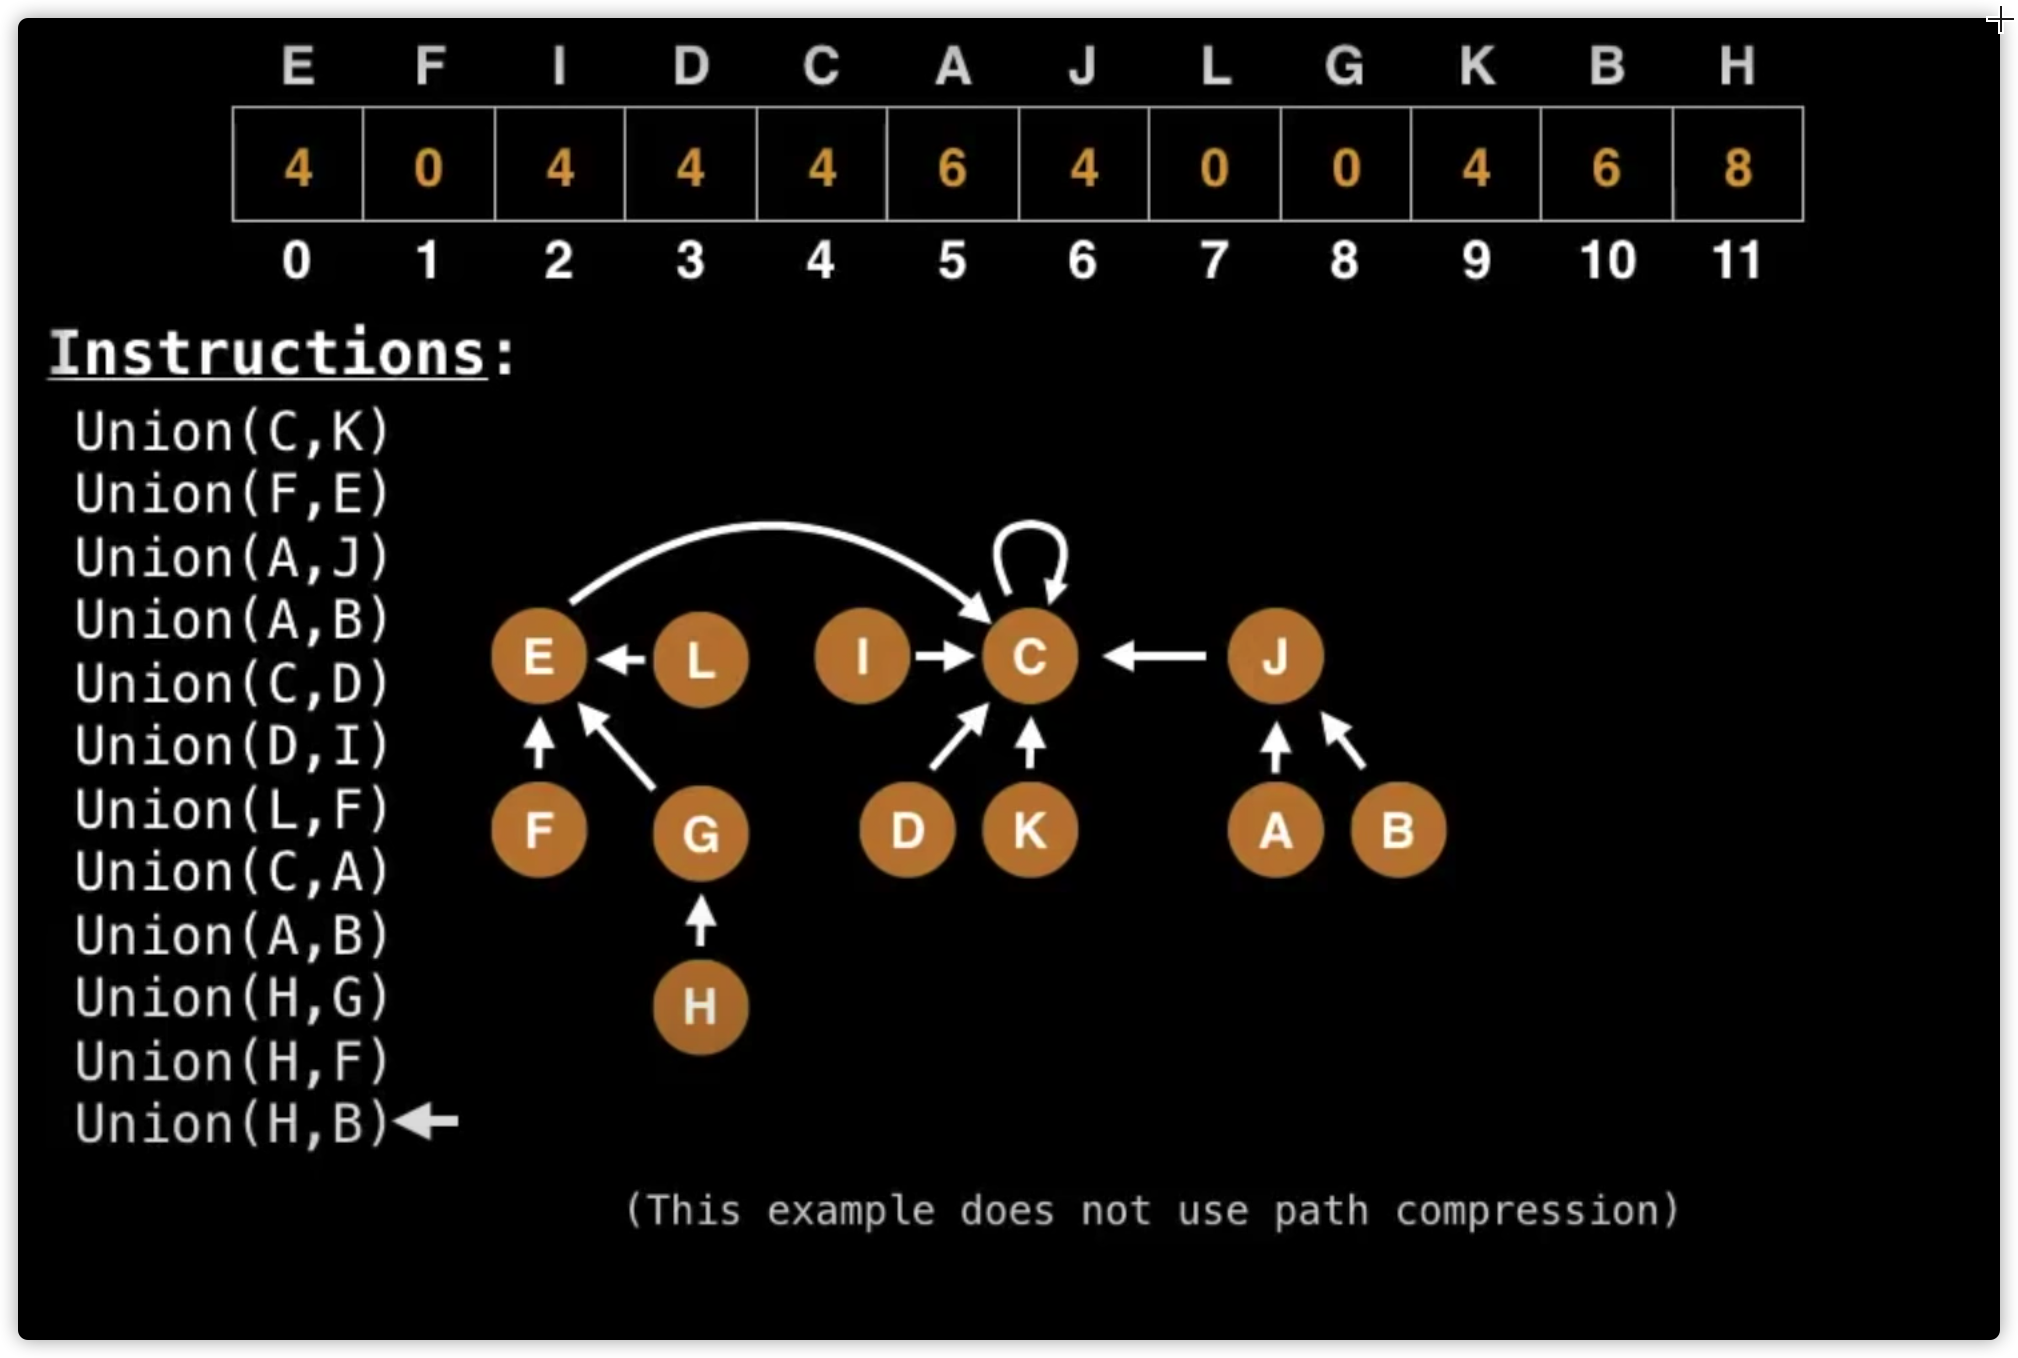 E F I D C A J L G K B H
4 0 4 4 4 6 4 0 0 4 6 8
0 1 2 3 4 5 6 7 8 9 10 11
Instructions:
Union(C,K)
Union(F,E)
Union(A,J)
Union(A,B)
Union(C,D)
Union(D,I)
Union(L,F)
Union(C,A)
Union(A,B)
Union(H,G)
Union(H,F)
Union(H,B)
E L I C J
F G D K A B
H
(This example does not use path compression)